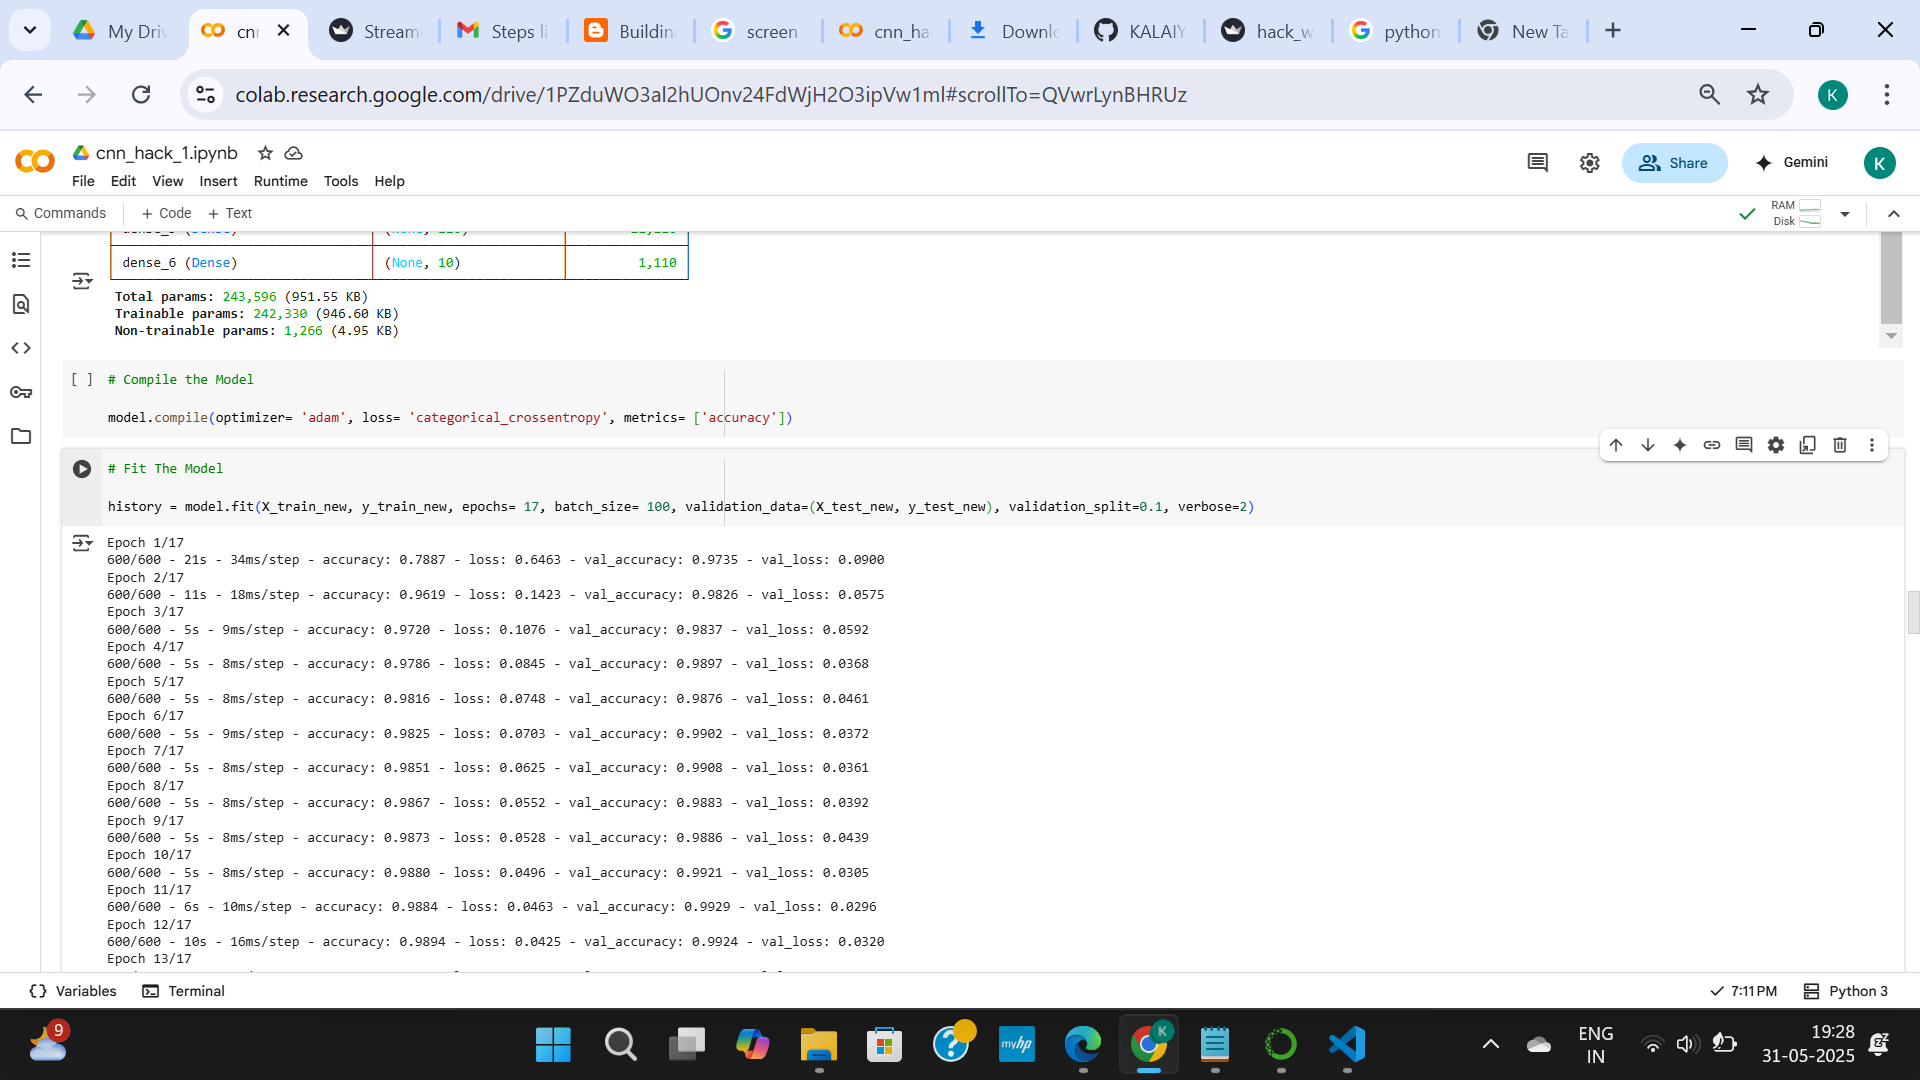 My Dri
cn
Stream
Steps li
Building
screen
cnn_ha
Downlo
KALAIY
hack_w
python
New Ta
colab.research.google.com/drive/1PZduWO3al2hUOnv24FdWjH2O3ipVw1ml#scrollTo=QVwrLynBHRUz
K
cnn_hack_1.ipynb
File Edit View Insert Runtime Tools Help
Share
Gemini
K
Commands + Code + Text
RAM
Disk
dense_6 (Dense) (None, 10) 1,110
Total params: 243,596 (951.55 KB)
Trainable params: 242,330 (946.60 KB)
Non-trainable params: 1,266 (4.95 KB)
[ ] # Compile the Model
model.compile(optimizer= 'adam', loss= 'categorical_crossentropy', metrics= ['accuracy'])
# Fit The Model
history = model.fit(X_train_new, y_train_new, epochs= 17, batch_size= 100, validation_data=(X_test_new, y_test_new), validation_split=0.1, verbose=2)
Epoch 1/17
600/600 - 21s - 34ms/step - accuracy: 0.7887 - loss: 0.6463 - val_accuracy: 0.9735 - val_loss: 0.0900
Epoch 2/17
600/600 - 11s - 18ms/step - accuracy: 0.9619 - loss: 0.1423 - val_accuracy: 0.9826 - val_loss: 0.0575
Epoch 3/17
600/600 - 5s - 9ms/step - accuracy: 0.9720 - loss: 0.1076 - val_accuracy: 0.9837 - val_loss: 0.0592
Epoch 4/17
600/600 - 5s - 8ms/step - accuracy: 0.9786 - loss: 0.0845 - val_accuracy: 0.9897 - val_loss: 0.0368
Epoch 5/17
600/600 - 5s - 8ms/step - accuracy: 0.9816 - loss: 0.0748 - val_accuracy: 0.9876 - val_loss: 0.0461
Epoch 6/17
600/600 - 5s - 9ms/step - accuracy: 0.9825 - loss: 0.0703 - val_accuracy: 0.9902 - val_loss: 0.0372
Epoch 7/17
600/600 - 5s - 8ms/step - accuracy: 0.9851 - loss: 0.0625 - val_accuracy: 0.9908 - val_loss: 0.0361
Epoch 8/17
600/600 - 5s - 8ms/step - accuracy: 0.9867 - loss: 0.0552 - val_accuracy: 0.9883 - val_loss: 0.0392
Epoch 9/17
600/600 - 5s - 8ms/step - accuracy: 0.9873 - loss: 0.0528 - val_accuracy: 0.9886 - val_loss: 0.0439
Epoch 10/17
600/600 - 5s - 8ms/step - accuracy: 0.9880 - loss: 0.0496 - val_accuracy: 0.9921 - val_loss: 0.0305
Epoch 11/17
600/600 - 6s - 10ms/step - accuracy: 0.9884 - loss: 0.0463 - val_accuracy: 0.9929 - val_loss: 0.0296
Epoch 12/17
600/600 - 10s - 16ms/step - accuracy: 0.9894 - loss: 0.0425 - val_accuracy: 0.9924 - val_loss: 0.0320
Epoch 13/17
Variables
Terminal
7:11 PM
Python 3
9
myhp
K
ENG
IN
19:28
31-05-2025